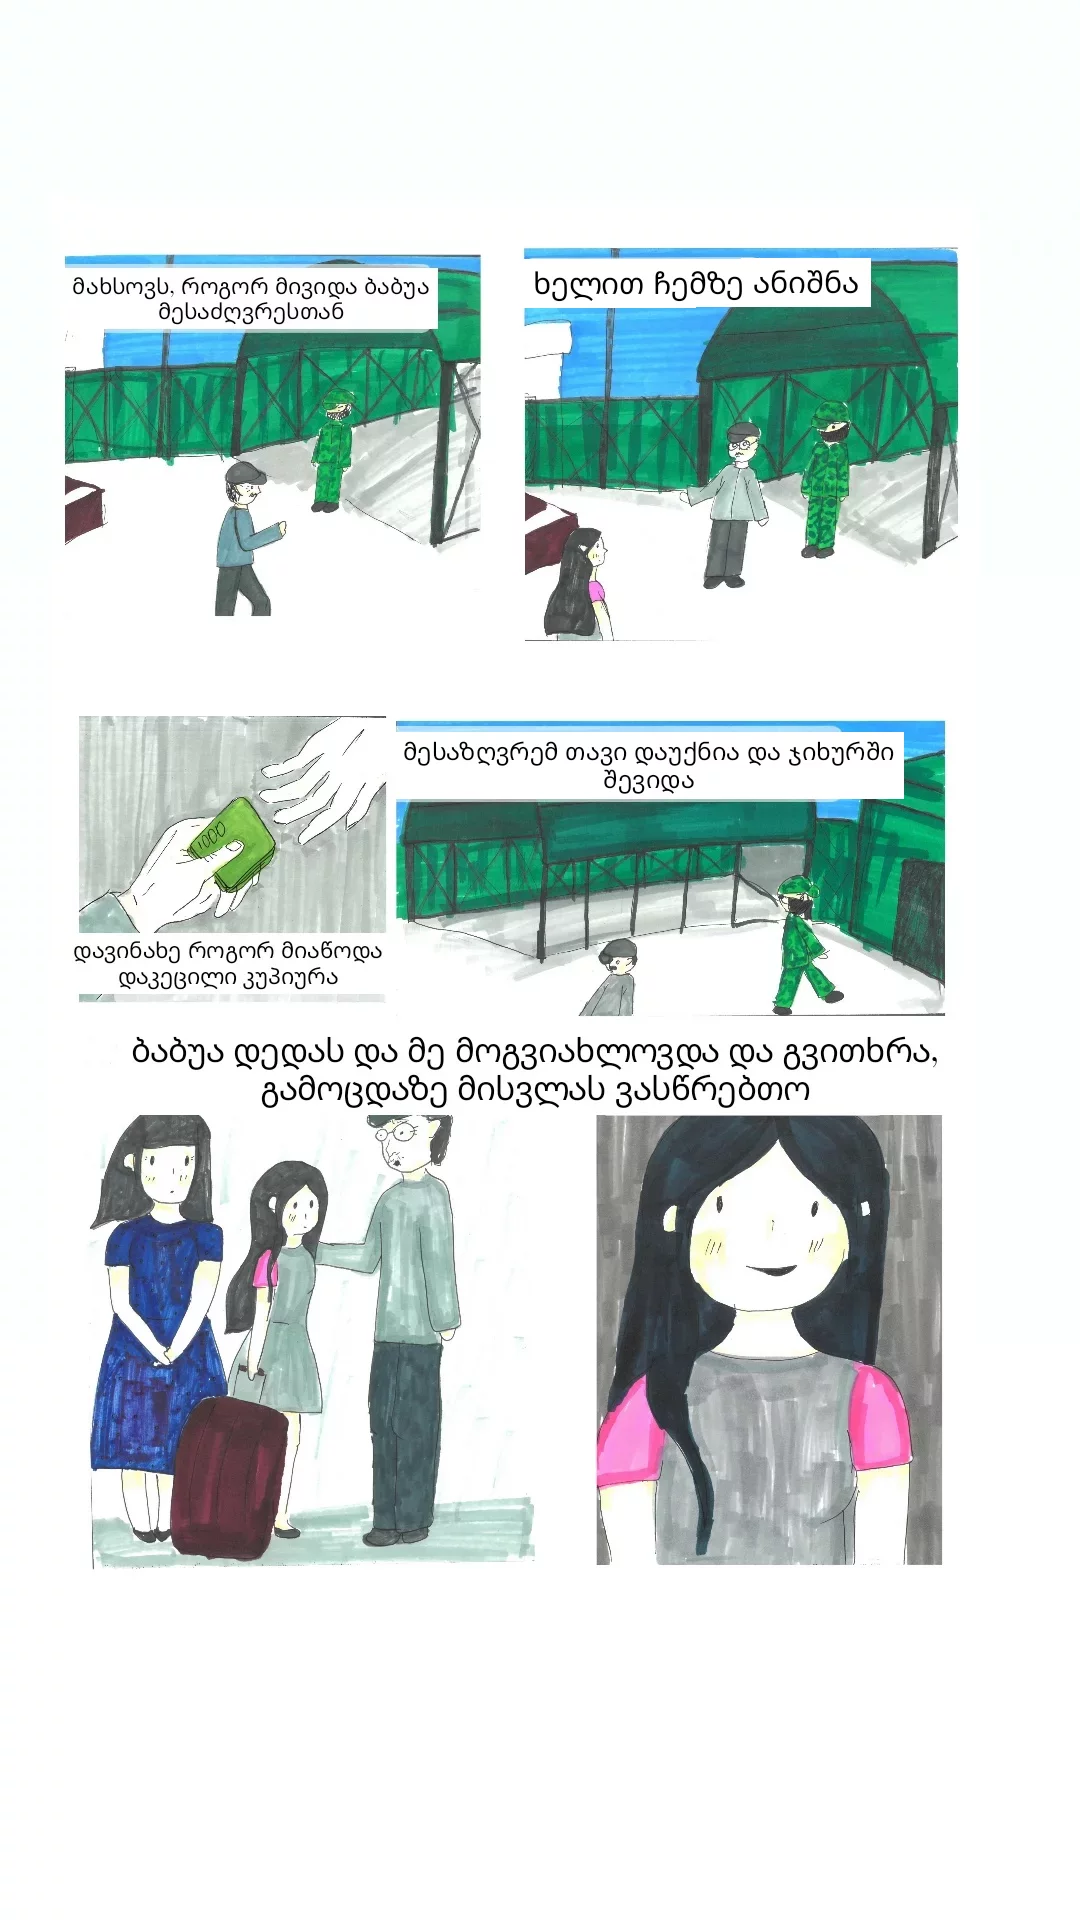 მახსოვს, როგორ მივიდა ბაბუა
მესაძღვრესთან
ხელით ჩემზე ანიშნა
1000
დავინახე როგორ მიაწოდა
დაკეცილი კუპიურა
მესაზღვრემ თავი დაუქნია და ჯიხურში
შევიდა
ბაბუა დედას და მე მოგვიახლოვდა და გვითხრა,
გამოცდაზე მისვლას ვასწრებთო